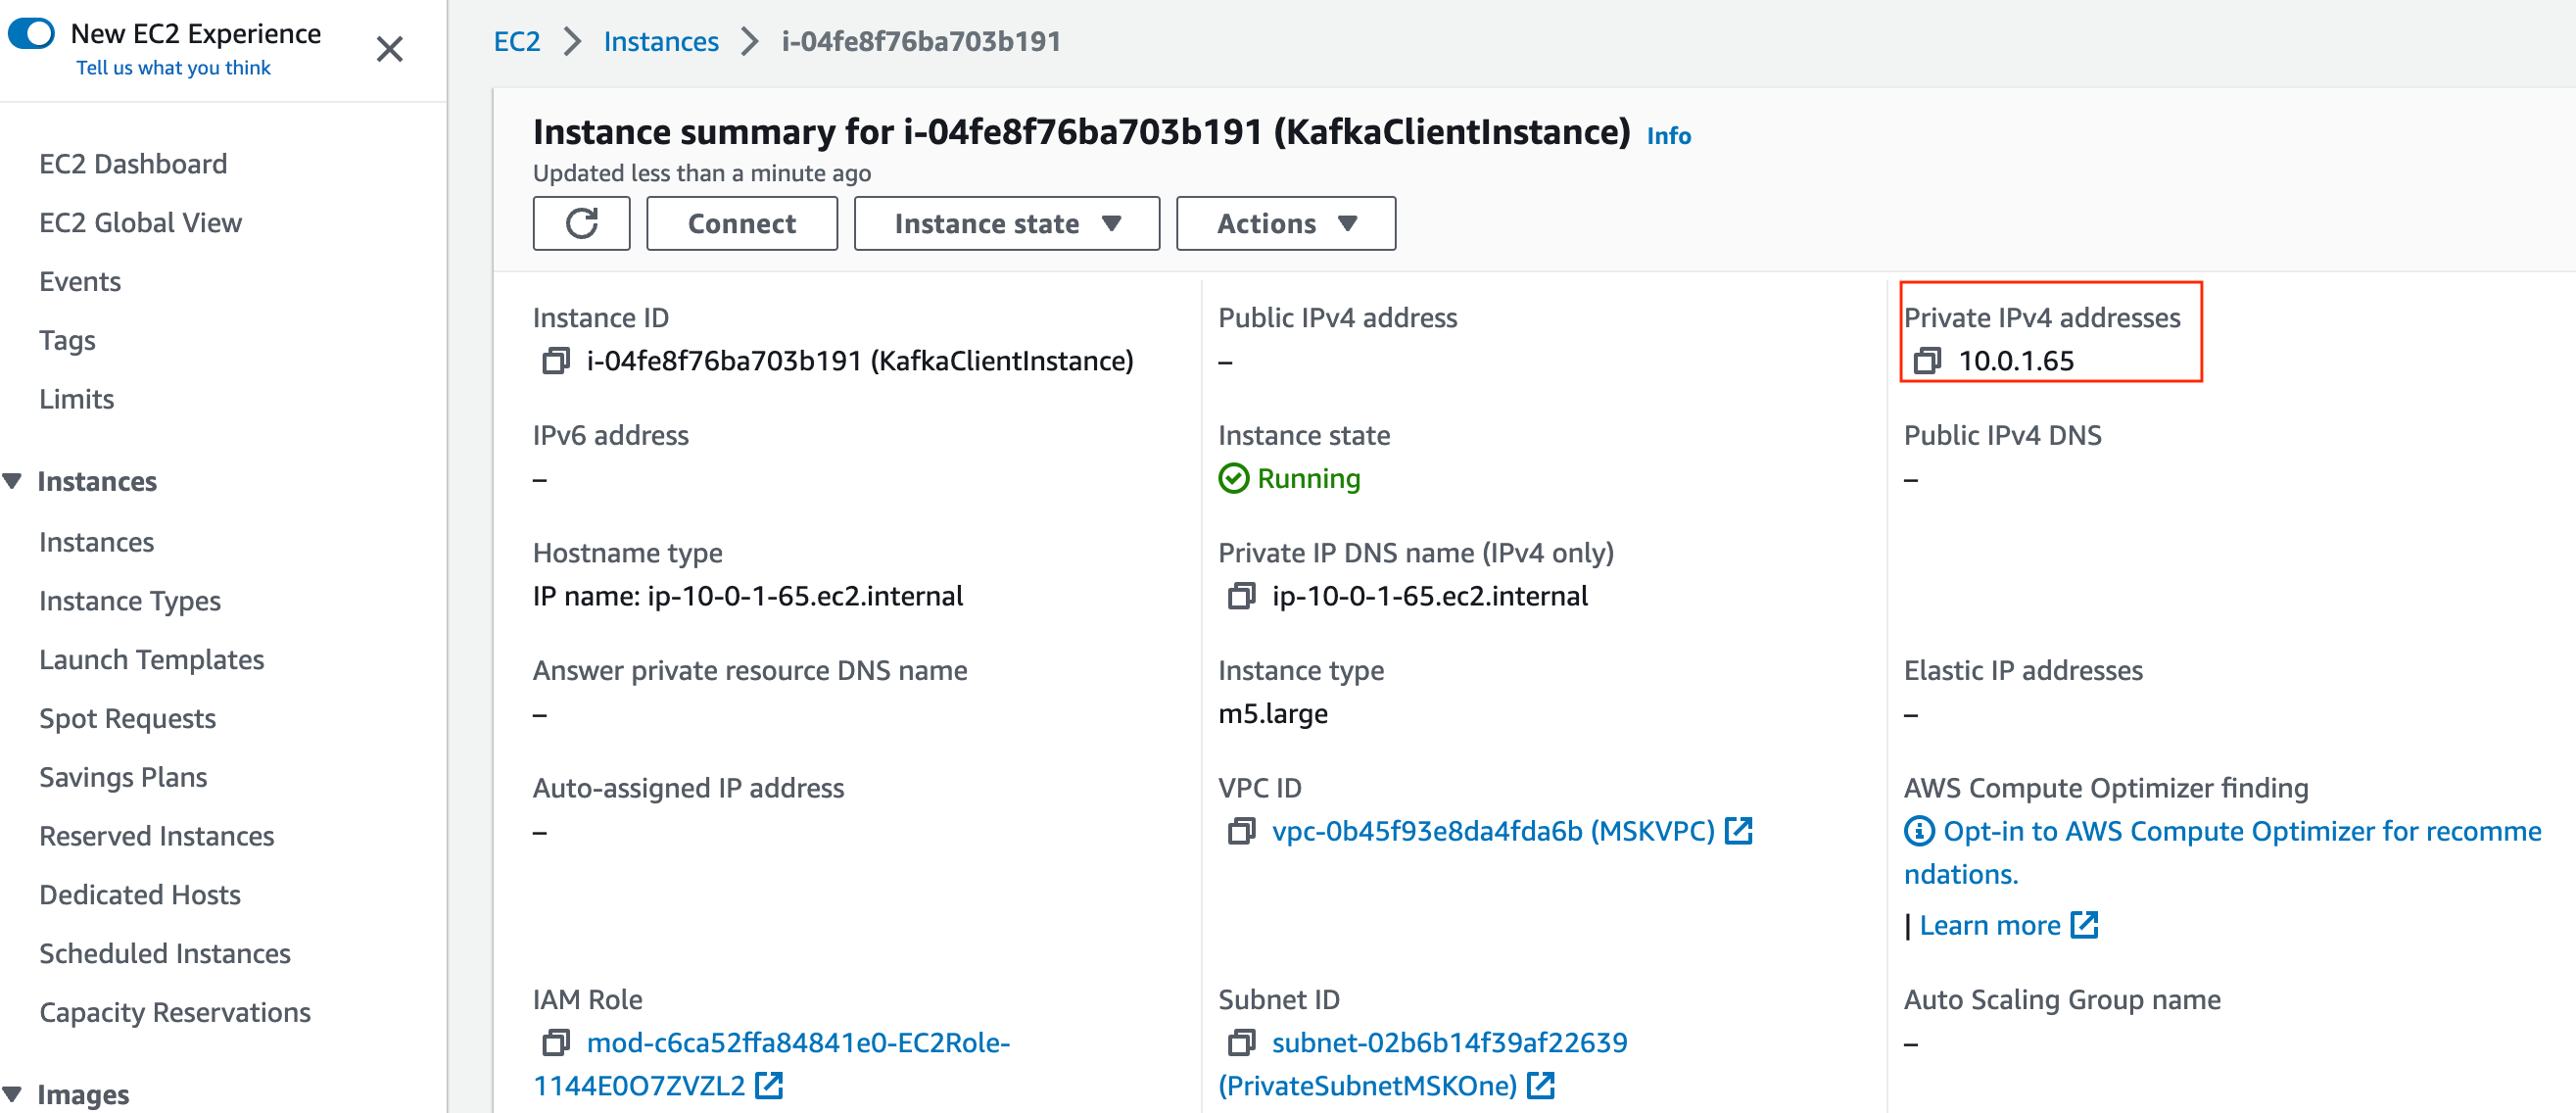 New EC2 Experience
Tell us what you think
EC2 Dashboard
EC2 Global View
Events
Tags
Limits
Instances
Instances
Instance Types
Launch Templates
Spot Requests
Savings Plans
Reserved Instances
Dedicated Hosts
Scheduled Instances
Capacity Reservations
Images
EC2 > Instances > i-04fe8f76ba703b191
Instance summary for i-04fe8f76ba703b191 (KafkaClientInstance) Info
Updated less than a minute ago
Connect Instance state Actions
Instance ID
i-04fe8f76ba703b191 (KafkaClientInstance)
Public IPv4 address
–
Private IPv4 addresses
10.0.1.65
IPv6 address
–
Instance state
Running
Public IPv4 DNS
–
Hostname type
IP name: ip-10-0-1-65.ec2.internal
Private IP DNS name (IPv4 only)
ip-10-0-1-65.ec2.internal
Answer private resource DNS name
–
Instance type
m5.large
Elastic IP addresses
–
Auto-assigned IP address
–
VPC ID
vpc-0b45f93e8da4fda6b (MSKVPC)
AWS Compute Optimizer finding
Opt-in to AWS Compute Optimizer for recomme
ndations.
| Learn more
IAM Role
mod-c6ca52ffa84841e0-EC2Role-
1144E0O7ZVZL2
Subnet ID
subnet-02b6b14f39af22639
(PrivateSubnetMSKOne)
Auto Scaling Group name
–